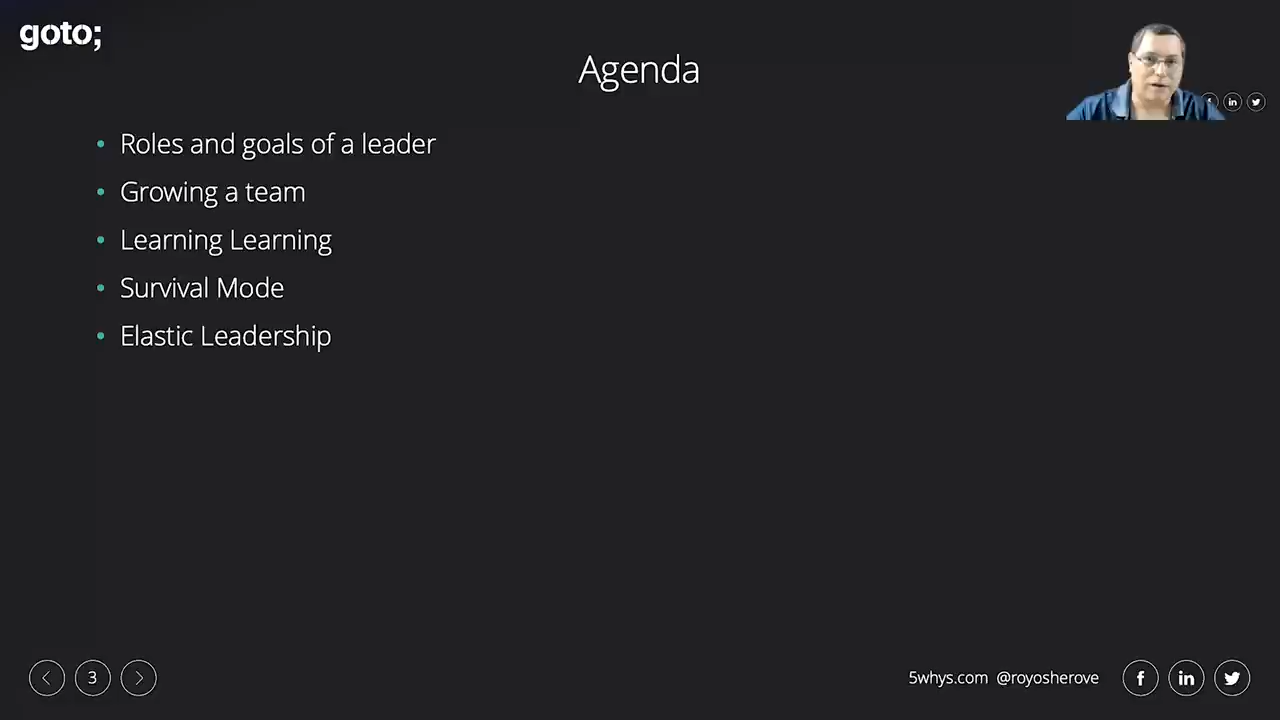 goto;
Agenda
• Roles and goals of a leader
• Growing a team
• Learning Learning
• Survival Mode
• Elastic Leadership
3
5whys.com @royosherove